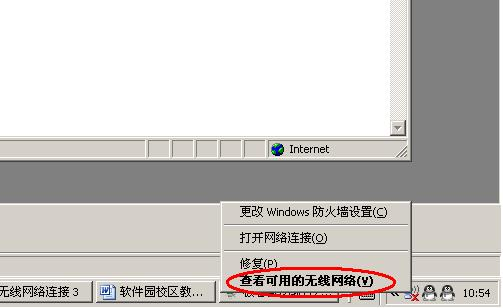 Internet
更改 Windows 防火墙设置(C)
打开网络连接(O)
修复(P)
查看可用的无线网络(V)
无线网络连接 3
软件园校区教...
10:54